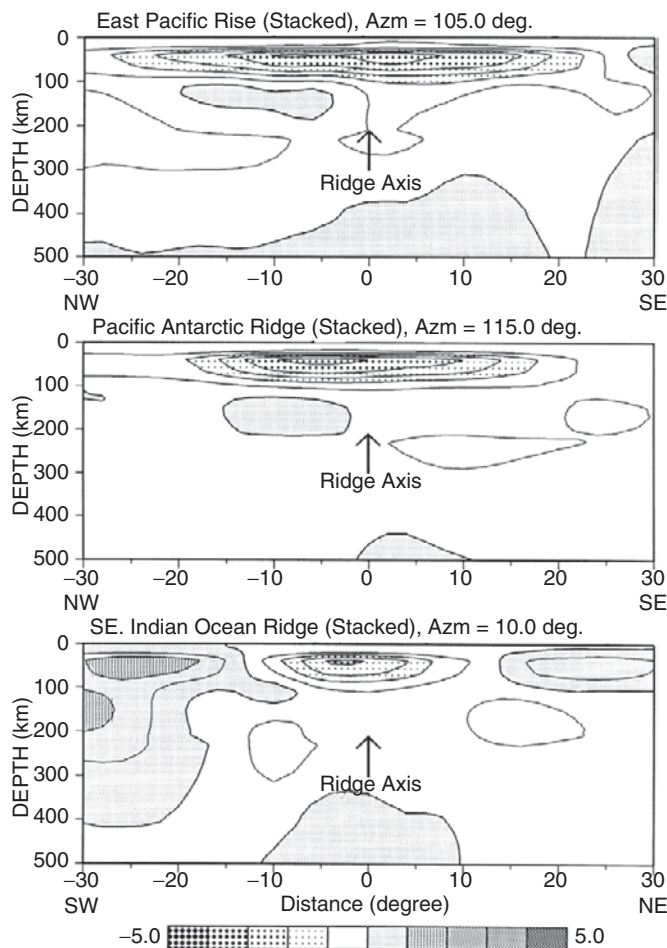 East Pacific Rise (Stacked), Azm = 105.0 deg.
0
100
200
300
400
500
DEPTH (km)
Ridge Axis
−30 −20 −10 0 10 20 30
NW SE
Pacific Antarctic Ridge (Stacked), Azm = 115.0 deg.
0
100
200
300
400
500
DEPTH (km)
Ridge Axis
−30 −20 −10 0 10 20 30
NW SE
SE. Indian Ocean Ridge (Stacked), Azm = 10.0 deg.
0
100
200
300
400
500
DEPTH (km)
Ridge Axis
−30 −20 −10 0 10 20 30
SW Distance (degree) NE
−5.0 5.0